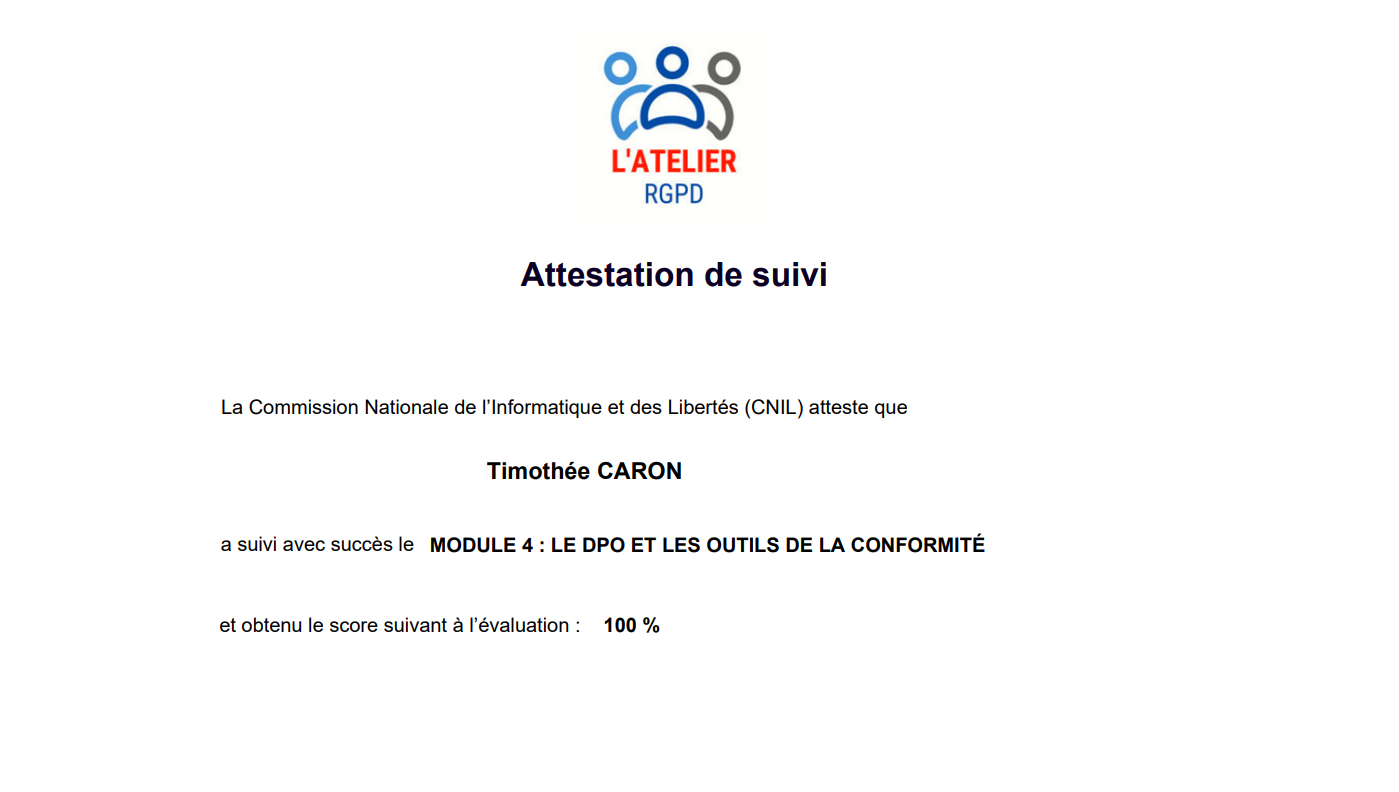 L'ATELIER
RGPD
Attestation de suivi
La Commission Nationale de l’Informatique et des Libertés (CNIL) atteste que
Timothée CARON
a suivi avec succès le MODULE 4 : LE DPO ET LES OUTILS DE LA CONFORMITÉ
et obtenu le score suivant à l’évaluation : 100 %